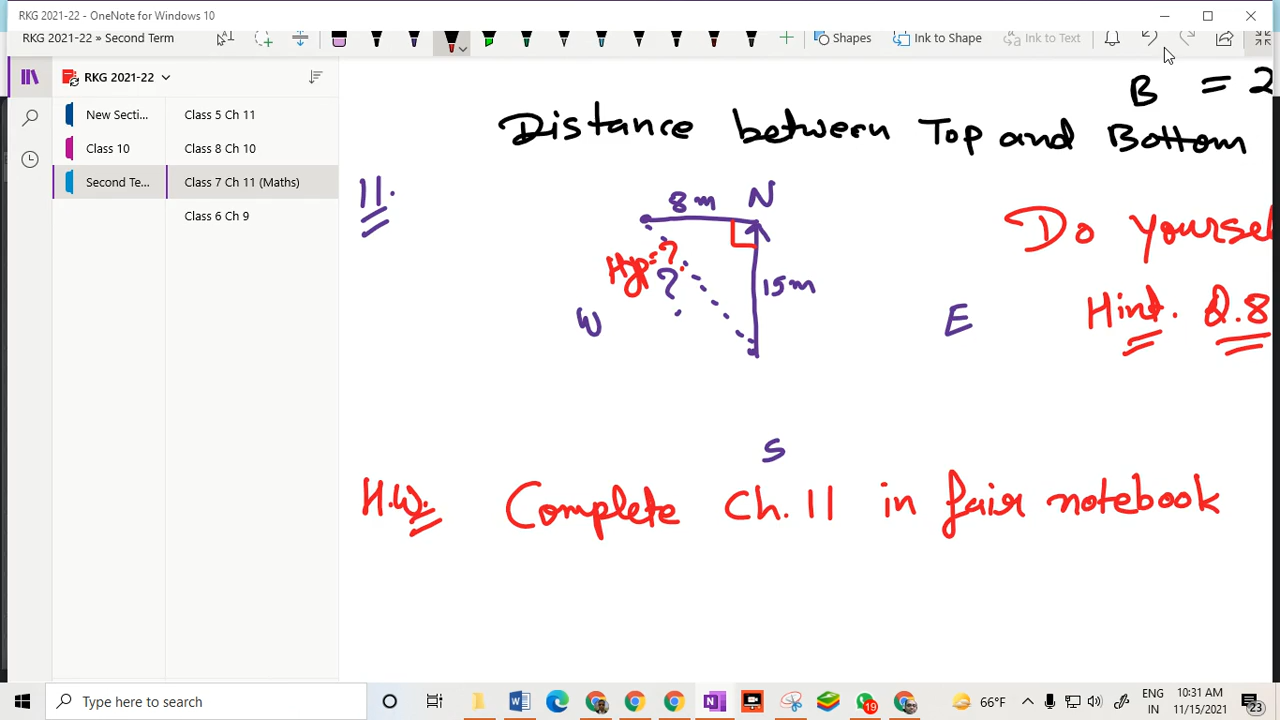 RKG 2021-22 - OneNote for Windows 10
RKG 2021-22 » Second Term
Shapes
Ink to Shape
Ink to Text
RKG 2021-22
New Secti...
Class 5 Ch 11
Class 10
Class 8 Ch 10
Second Te...
Class 7 Ch 11 (Maths)
Class 6 Ch 9
B = 2
Distance between Top and Bottom
11.
8m N
Do yoursel
Hyp=?
?
15m
W
E
Hint. Q.8
S
H.W. Complete Ch. 11 in fair notebook
Type here to search
19
66°F
ENG
IN
10:31 AM
11/15/2021
23